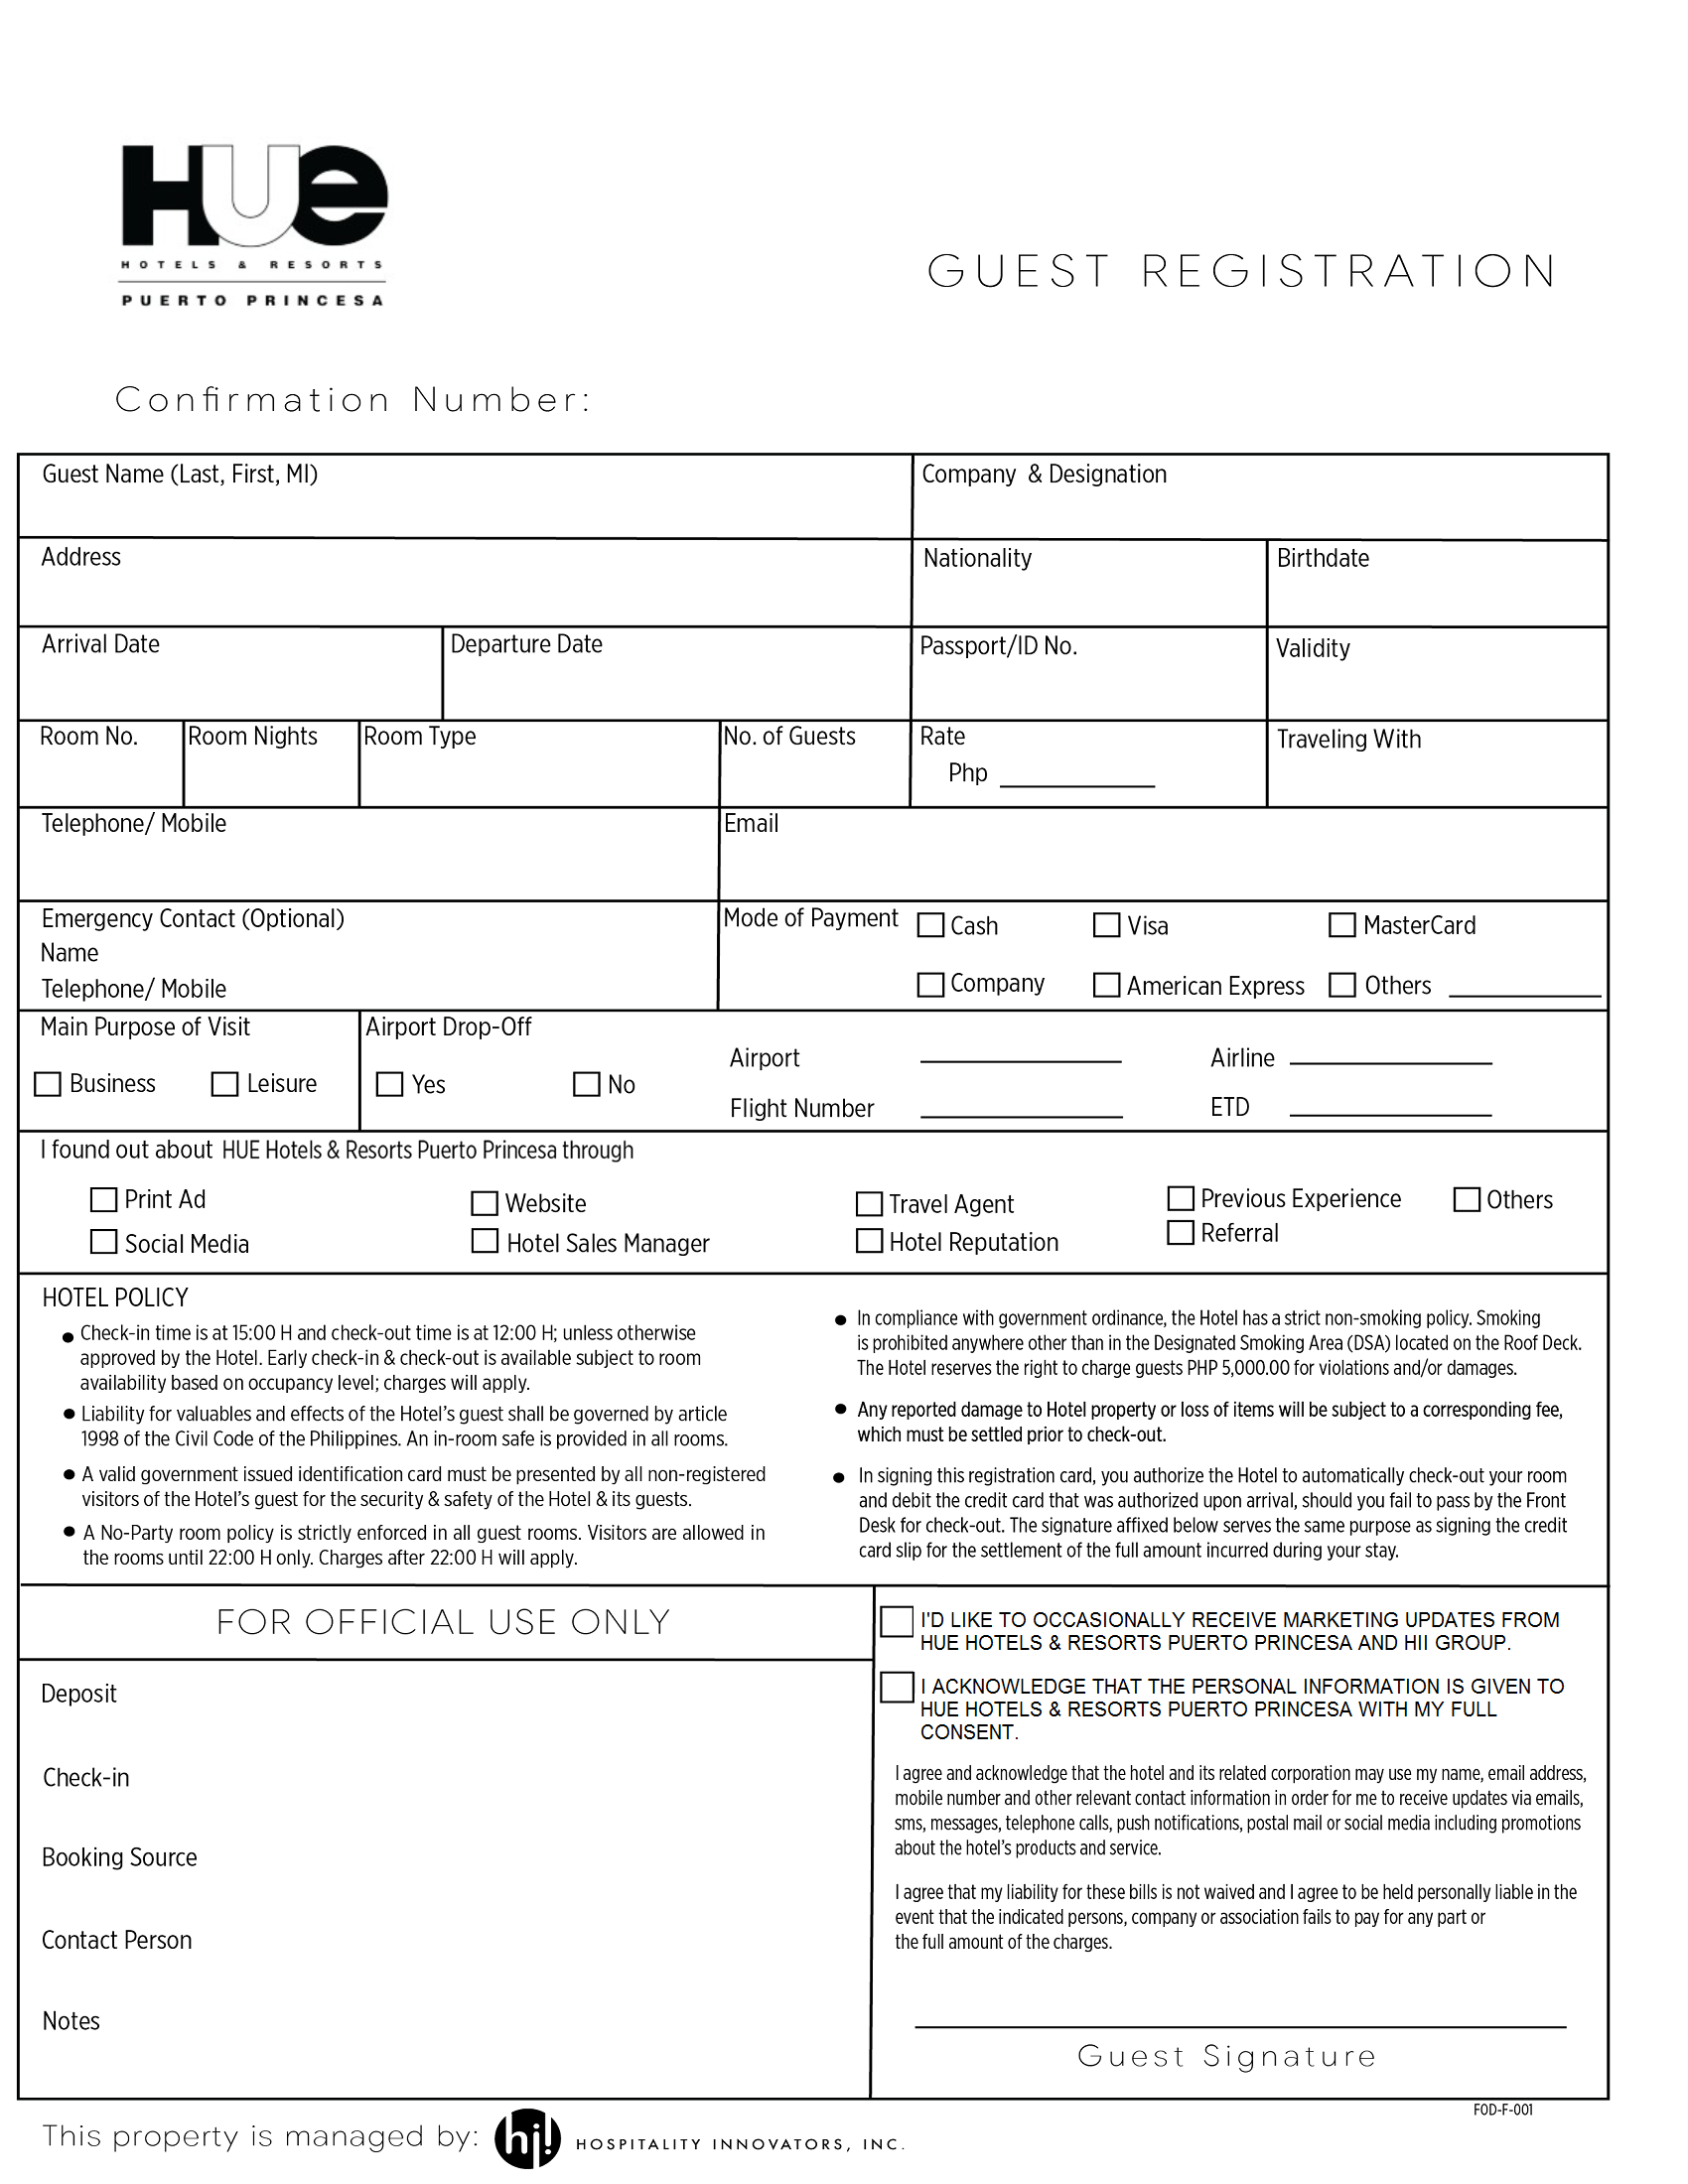 HUE
HOTELS & RESORTS
PUERTO PRINCESA
GUEST REGISTRATION
Confirmation Number:
Guest Name (Last, First, MI)
Company & Designation
Address
Nationality
Birthdate
Arrival Date
Departure Date
Passport/ID No.
Validity
Room No.
Room Nights
Room Type
No. of Guests
Rate
Php
Traveling With
Telephone/ Mobile
Email
Emergency Contact (Optional)
Name
Telephone/ Mobile
Mode of Payment
Cash
Visa
MasterCard
Company
American Express
Others
Main Purpose of Visit
Business
Leisure
Airport Drop-Off
Yes
No
Airport
Airline
Flight Number
ETD
I found out about HUE Hotels & Resorts Puerto Princesa through
Print Ad
Website
Travel Agent
Previous Experience
Others
Social Media
Hotel Sales Manager
Hotel Reputation
Referral
HOTEL POLICY
• Check-in time is at 15:00 H and check-out time is at 12:00 H; unless otherwise
approved by the Hotel. Early check-in & check-out is available subject to room
availability based on occupancy level; charges will apply.
• Liability for valuables and effects of the Hotel's guest shall be governed by article
1998 of the Civil Code of the Philippines. An in-room safe is provided in all rooms.
• A valid government issued identification card must be presented by all non-registered
visitors of the Hotel's guest for the security & safety of the Hotel & its guests.
• A No-Party room policy is strictly enforced in all guest rooms. Visitors are allowed in
the rooms until 22:00 H only. Charges after 22:00 H will apply.
• In compliance with government ordinance, the Hotel has a strict non-smoking policy. Smoking
is prohibited anywhere other than in the Designated Smoking Area (DSA) located on the Roof Deck.
The Hotel reserves the right to charge guests PHP 5,000.00 for violations and/or damages.
• Any reported damage to Hotel property or loss of items will be subject to a corresponding fee,
which must be settled prior to check-out.
• In signing this registration card, you authorize the Hotel to automatically check-out your room
and debit the credit card that was authorized upon arrival, should you fail to pass by the Front
Desk for check-out. The signature affixed below serves the same purpose as signing the credit
card slip for the settlement of the full amount incurred during your stay.
FOR OFFICIAL USE ONLY
Deposit
Check-in
Booking Source
Contact Person
Notes
I'D LIKE TO OCCASIONALLY RECEIVE MARKETING UPDATES FROM
HUE HOTELS & RESORTS PUERTO PRINCESA AND HII GROUP.
I ACKNOWLEDGE THAT THE PERSONAL INFORMATION IS GIVEN TO
HUE HOTELS & RESORTS PUERTO PRINCESA WITH MY FULL
CONSENT.
I agree and acknowledge that the hotel and its related corporation may use my name, email address,
mobile number and other relevant contact information in order for me to receive updates via emails,
sms, messages, telephone calls, push notifications, postal mail or social media including promotions
about the hotel's products and service.
I agree that my liability for these bills is not waived and I agree to be held personally liable in the
event that the indicated persons, company or association fails to pay for any part or
the full amount of the charges.
Guest Signature
FOD-F-001
This property is managed by:
hi!
HOSPITALITY INNOVATORS, INC.